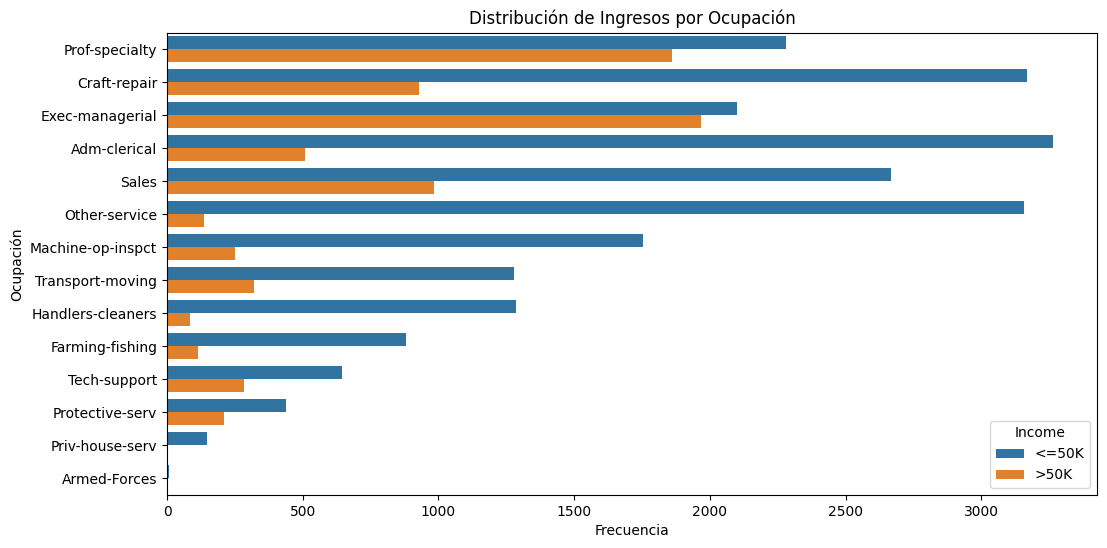 Distribución de Ingresos por Ocupación
Ocupación
Prof-specialty
Craft-repair
Exec-managerial
Adm-clerical
Sales
Other-service
Machine-op-inspct
Transport-moving
Handlers-cleaners
Farming-fishing
Tech-support
Protective-serv
Priv-house-serv
Armed-Forces
Income
<=50K
>50K
0 500 1000 1500 2000 2500 3000
Frecuencia